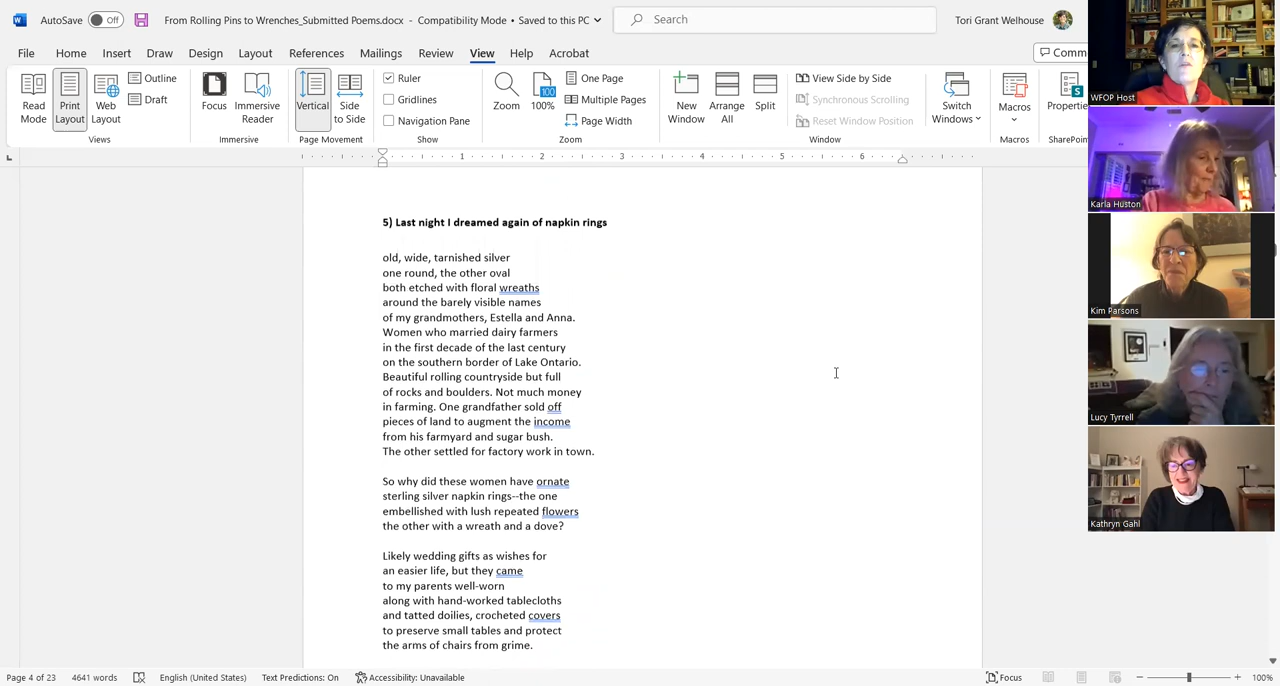 AutoSave Off From Rolling Pins to Wrenches_Submitted Poems.docx - Compatibility Mode • Saved to this PC Search Tori Grant Welhouse
File Home Insert Draw Design Layout References Mailings Review View Help Acrobat Comm
Read Mode Print Layout Web Layout Outline Draft
Views
Focus Immersive Reader
Immersive
Vertical Side to Side
Page Movement
Ruler
Gridlines
Navigation Pane
Show
Zoom 100 100% One Page Multiple Pages Page Width
Zoom
New Window Arrange All Split View Side by Side Synchronous Scrolling Reset Window Position Switch Windows
Window
Macros
Macros
Propertie
SharePoint
1 2 3 4 5 6
5) Last night I dreamed again of napkin rings
old, wide, tarnished silver
one round, the other oval
both etched with floral wreaths
around the barely visible names
of my grandmothers, Estella and Anna.
Women who married dairy farmers
in the first decade of the last century
on the southern border of Lake Ontario.
Beautiful rolling countryside but full
of rocks and boulders. Not much money
in farming. One grandfather sold off
pieces of land to augment the income
from his farmyard and sugar bush.
The other settled for factory work in town.
So why did these women have ornate
sterling silver napkin rings--the one
embellished with lush repeated flowers
the other with a wreath and a dove?
Likely wedding gifts as wishes for
an easier life, but they came
to my parents well-worn
along with hand-worked tablecloths
and tatted doilies, crocheted covers
to preserve small tables and protect
the arms of chairs from grime.
WFOP Host
Karla Huston
Kim Parsons
Lucy Tyrrell
Kathryn Gahl
Page 4 of 23 4641 words English (United States) Text Predictions: On Accessibility: Unavailable Focus 100%